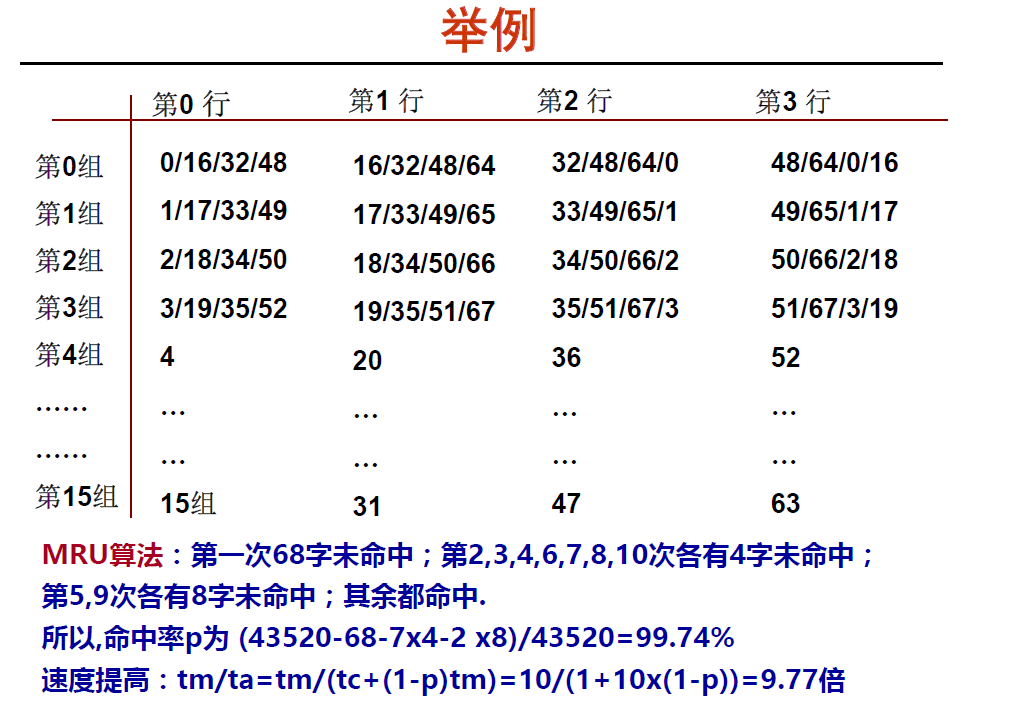 举例
第0 行 第1 行 第2 行 第3 行
第0组 0/16/32/48 16/32/48/64 32/48/64/0 48/64/0/16
第1组 1/17/33/49 17/33/49/65 33/49/65/1 49/65/1/17
第2组 2/18/34/50 18/34/50/66 34/50/66/2 50/66/2/18
第3组 3/19/35/52 19/35/51/67 35/51/67/3 51/67/3/19
第4组 4 20 36 52
…… … … … …
…… … … … …
第15组 15组 31 47 63
MRU算法：第一次68字未命中；第2,3,4,6,7,8,10次各有4字未命中；
第5,9次各有8字未命中；其余都命中.
所以,命中率p为 (43520-68-7x4-2 x8)/43520=99.74%
速度提高：tm/ta=tm/(tc+(1-p)tm)=10/(1+10x(1-p))=9.77倍